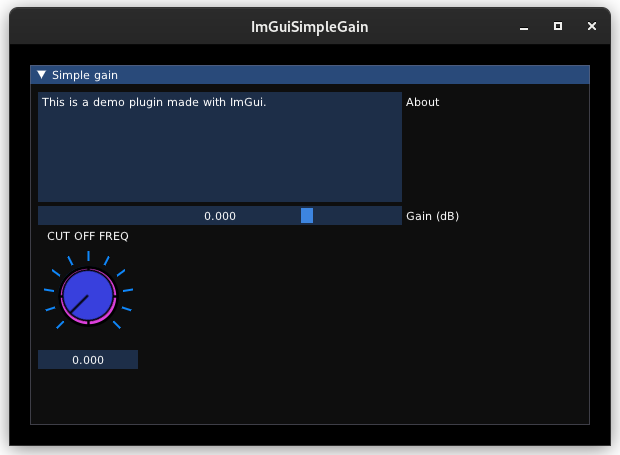 ImGuiSimpleGain
Simple gain
This is a demo plugin made with ImGui.
About
0.000
Gain (dB)
CUT OFF FREQ
0.000